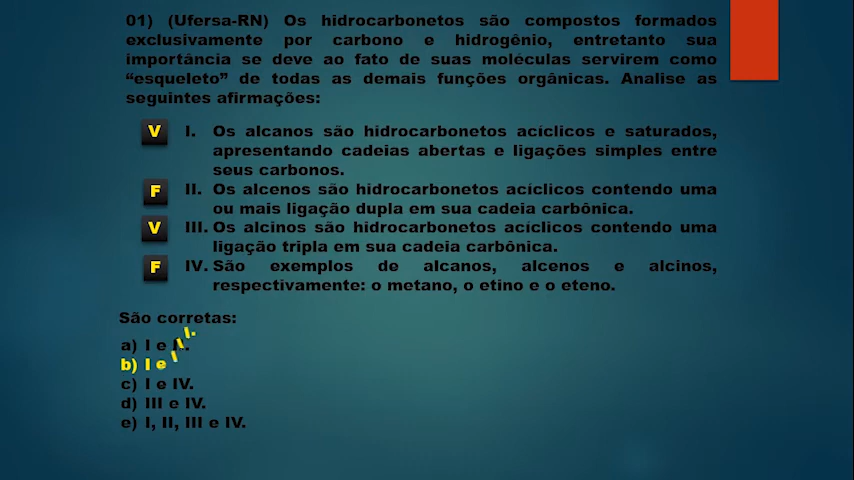 01) (Ufersa-RN) Os hidrocarbonetos são compostos formados
exclusivamente por carbono e hidrogênio, entretanto sua
importância se deve ao fato de suas moléculas servirem como
“esqueleto” de todas as demais funções orgânicas. Analise as
seguintes afirmações:
V I. Os alcanos são hidrocarbonetos acíclicos e saturados,
apresentando cadeias abertas e ligações simples entre
seus carbonos.
F II. Os alcenos são hidrocarbonetos acíclicos contendo uma
ou mais ligação dupla em sua cadeia carbônica.
V III. Os alcinos são hidrocarbonetos acíclicos contendo uma
ligação tripla em sua cadeia carbônica.
F IV. São exemplos de alcanos, alcenos e alcinos,
respectivamente: o metano, o etino e o eteno.
São corretas:
a) I e
b) I e
c) I e IV.
d) III e IV.
e) I, II, III e IV.